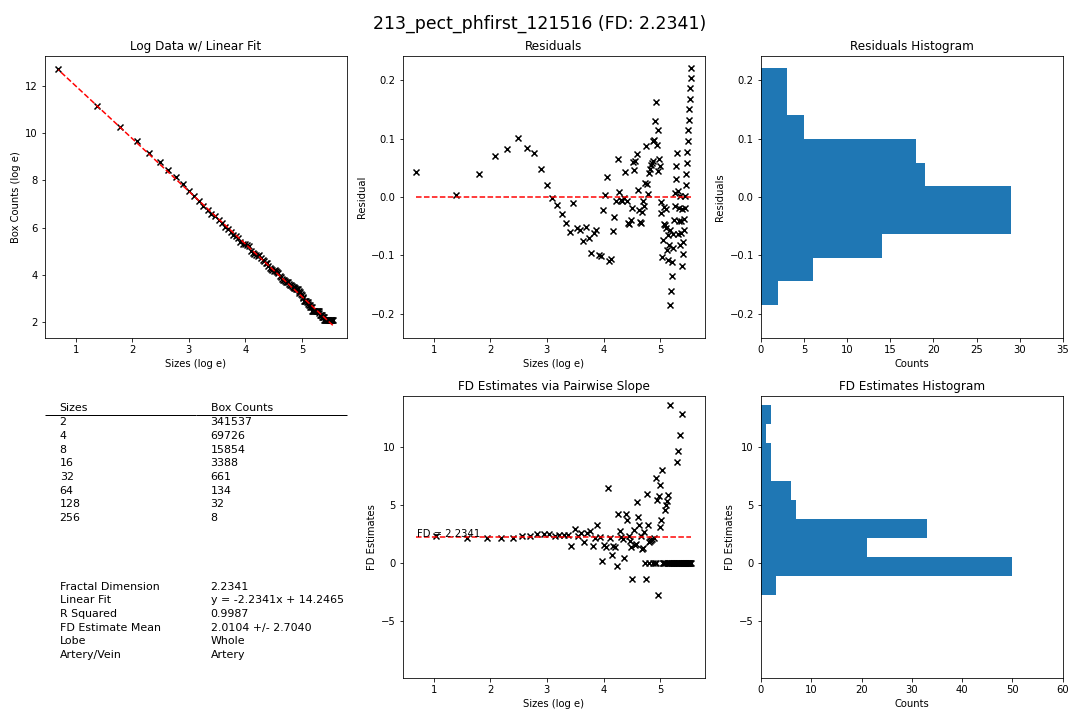 213_pect_phfirst_121516 (FD: 2.2341)
Log Data w/ Linear Fit
Box Counts (log e)
12
10
8
6
4
2
1 2 3 4 5
Sizes (log e)
Residuals
Residual
0.2
0.1
0.0
−0.1
−0.2
1 2 3 4 5
Sizes (log e)
Residuals Histogram
Residuals
0.2
0.1
0.0
−0.1
−0.2
0 5 10 15 20 25 30 35
Counts
Sizes Box Counts
2 341537
4 69726
8 15854
16 3388
32 661
64 134
128 32
256 8
Fractal Dimension 2.2341
Linear Fit y = -2.2341x + 14.2465
R Squared 0.9987
FD Estimate Mean 2.0104 +/- 2.7040
Lobe Whole
Artery/Vein Artery
FD Estimates via Pairwise Slope
FD Estimates
10
5
0
−5
FD = 2.2341
1 2 3 4 5
Sizes (log e)
FD Estimates Histogram
FD Estimates
10
5
0
−5
0 10 20 30 40 50 60
Counts